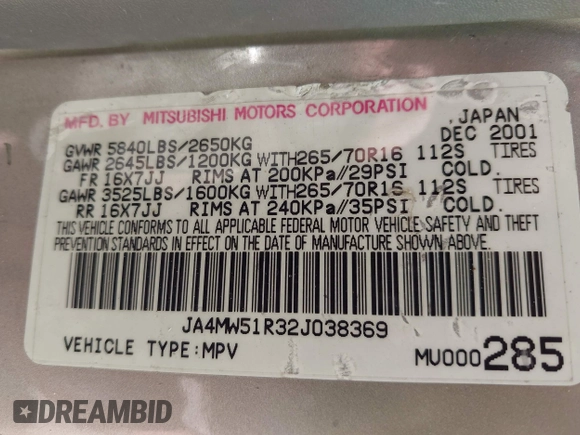 MFD. BY MITSUBISHI MOTORS CORPORATION ,JAPAN
GVWR 5840LBS/2650KG DEC 2001
GAWR 2645LBS/1200KG WITH265/70R16 112S TIRES
FR 16X7JJ RIMS AT 200KPa//29PSI COLD.
GAWR 3525LBS/1600KG WITH265/70R16 112S TIRES
RR 16X7JJ RIMS AT 240KPa//35PSI COLD.
THIS VEHICLE CONFORMS TO ALL APPLICABLE FEDERAL MOTOR VEHICLE SAFETY AND THEFT
PREVENTION STANDARDS IN EFFECT ON THE DATE OF MANUFACTURE SHOWN ABOVE.
JA4MW51R32J038369
VEHICLE TYPE:MPV MU000285
DREAMBID